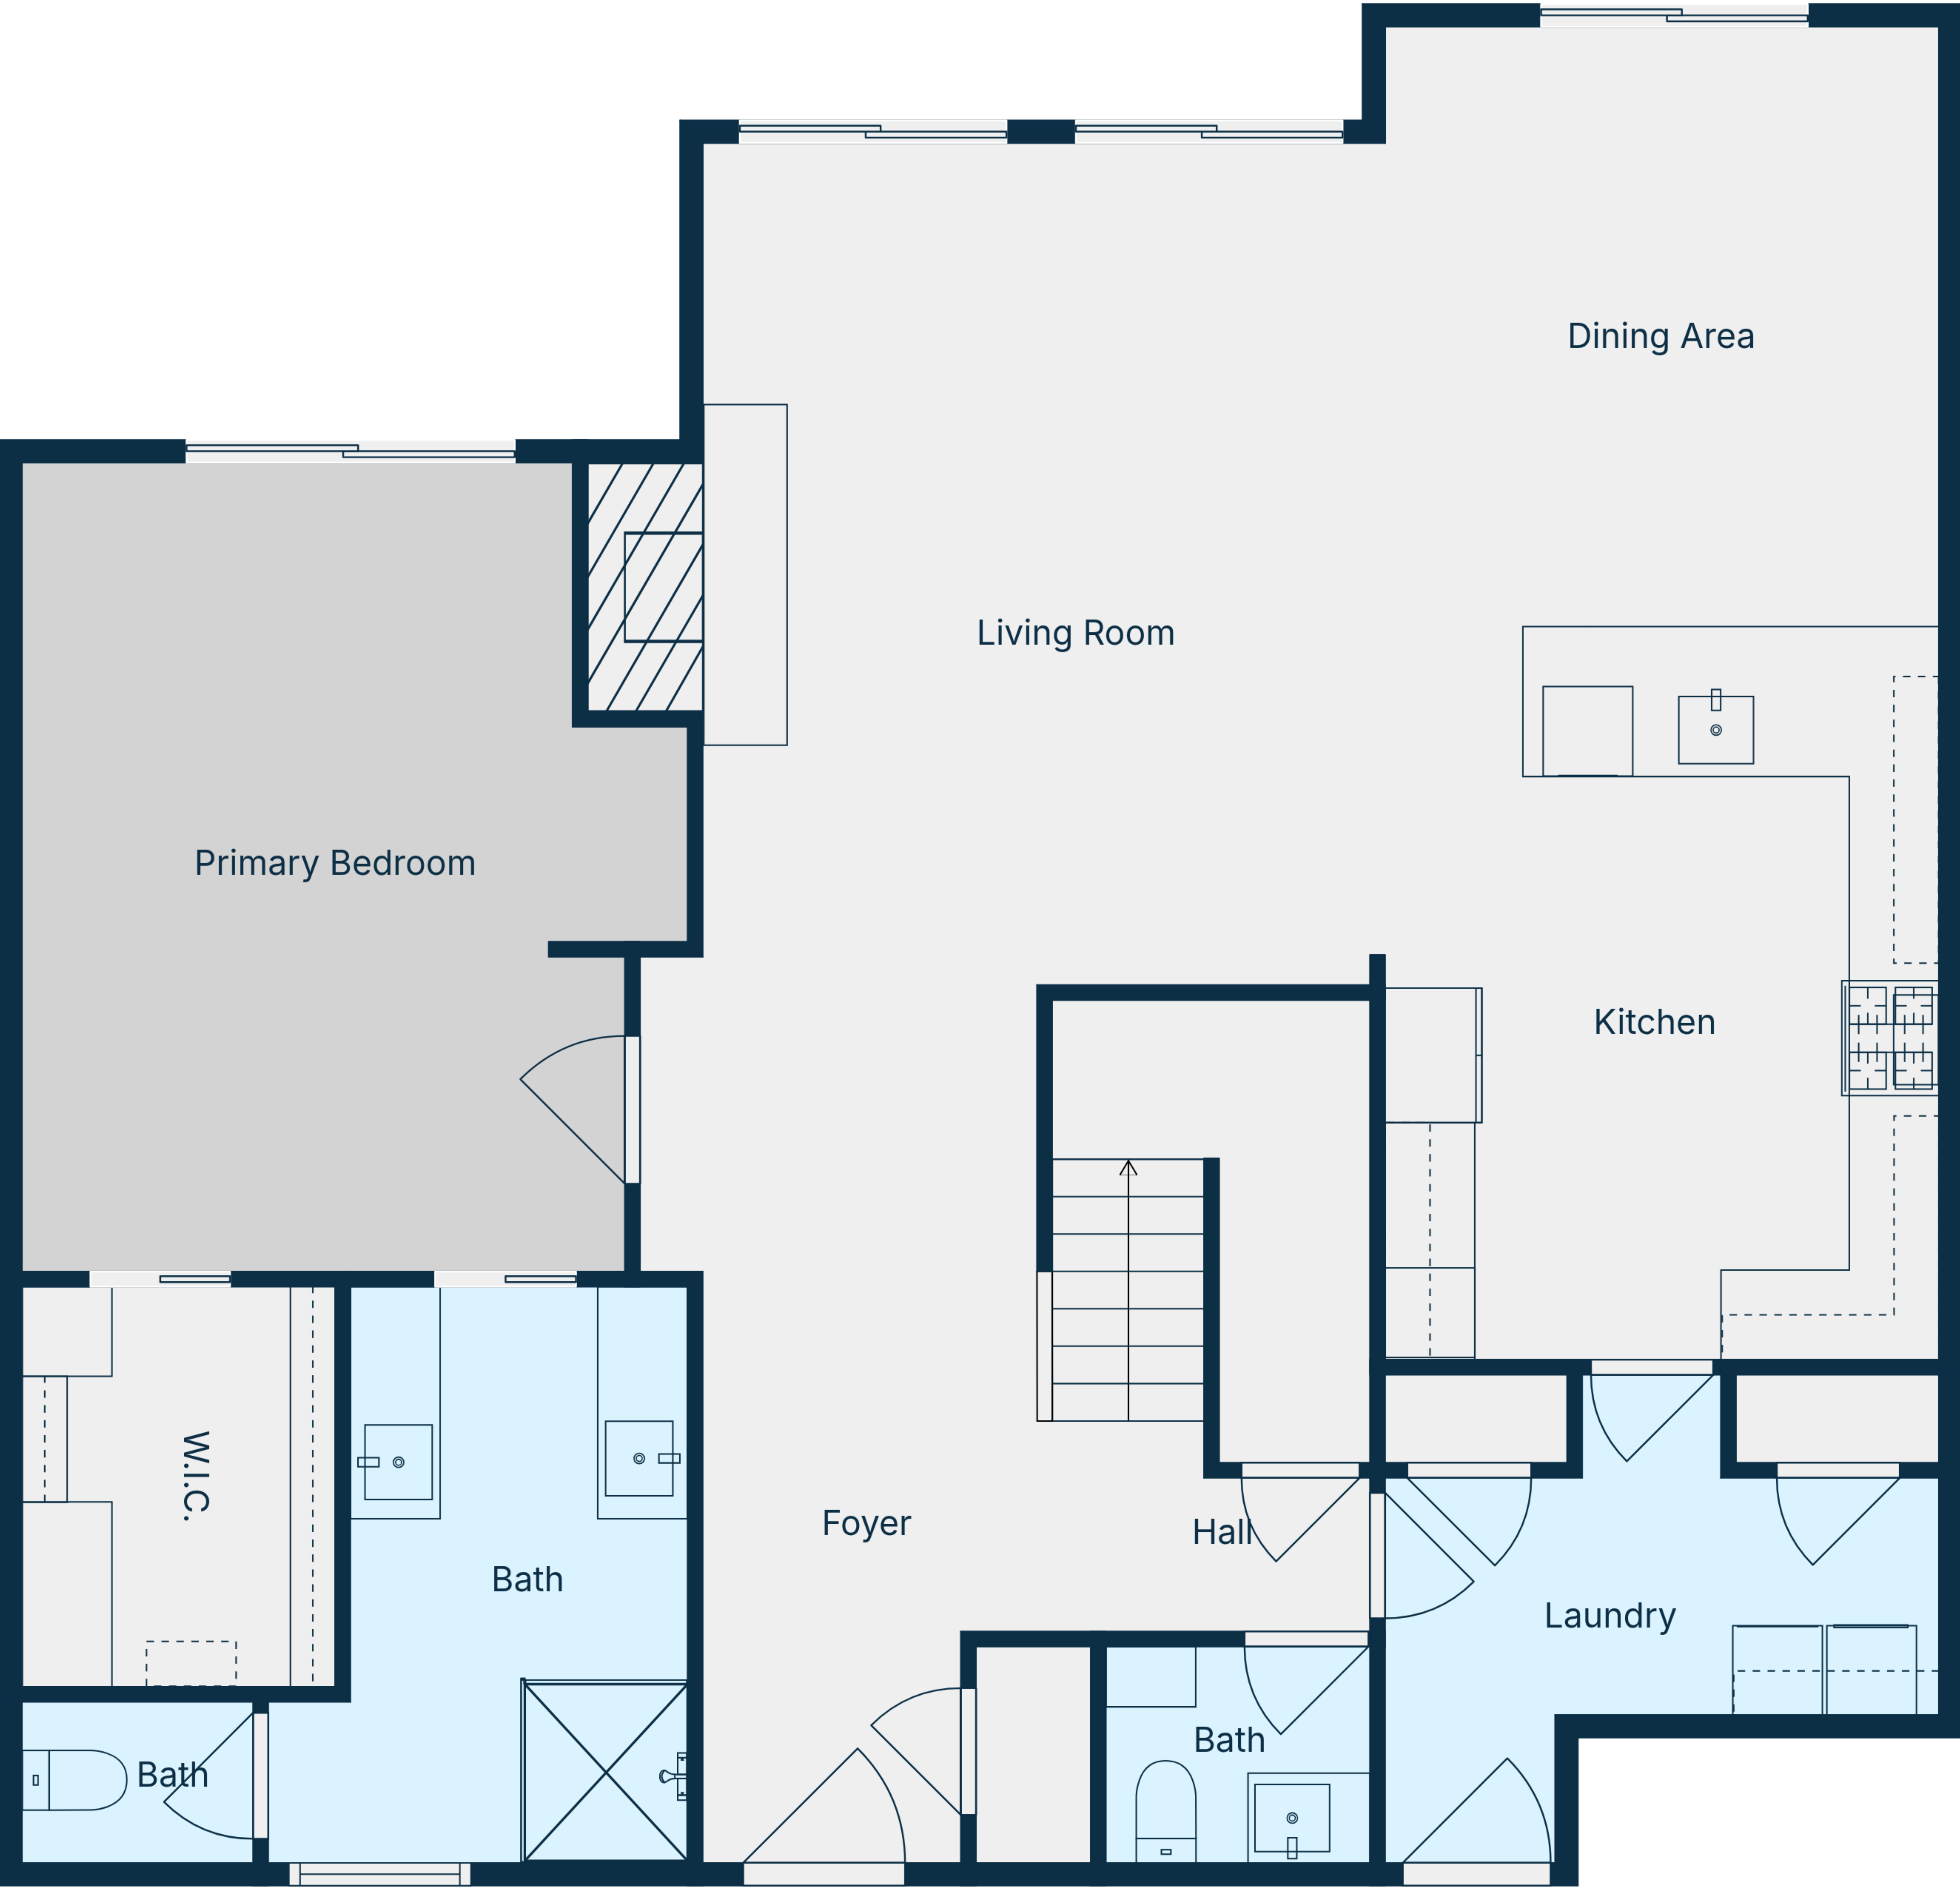 Dining Area
Living Room
Primary Bedroom
Kitchen
W.I.C.
Foyer
Hall
Bath
Laundry
Bath
Bath